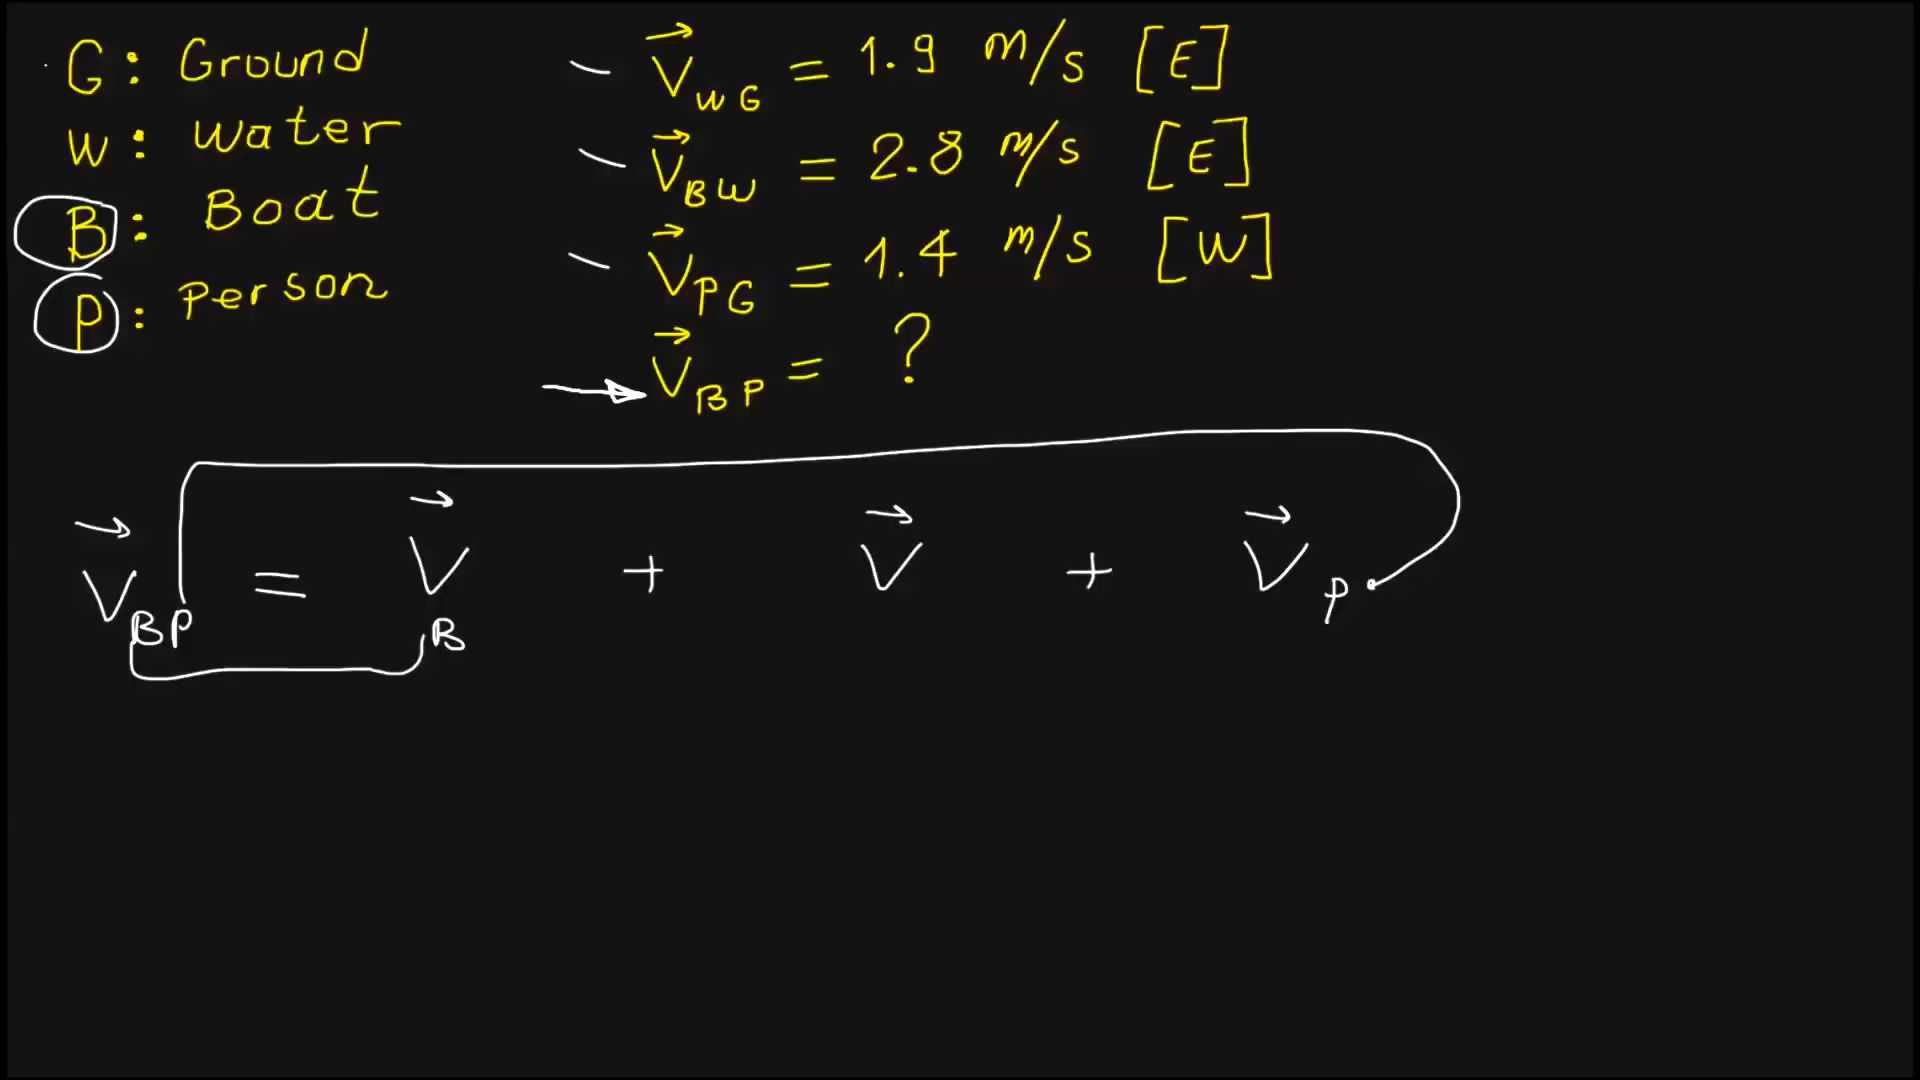 G: Ground
W: water
B: Boat
P: person
V⃗WG = 1.9 m/s [E]
V⃗BW = 2.8 m/s [E]
V⃗PG = 1.4 m/s [W]
V⃗BP = ?
V⃗BP = V⃗B + V⃗ + V⃗P